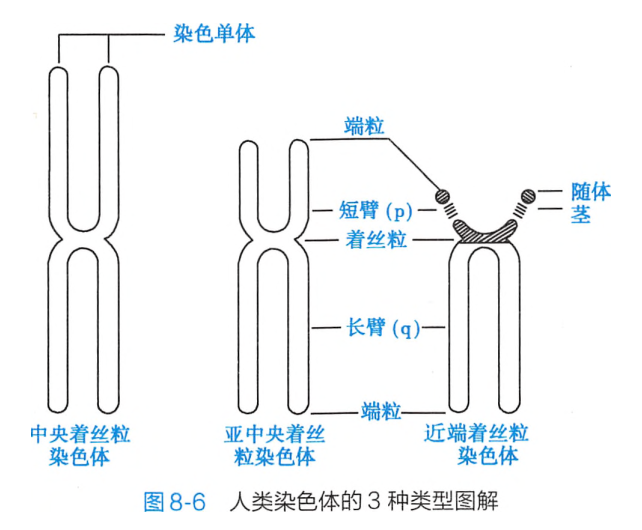 染色单体
端粒
短臂(p)
随体
茎
着丝粒
长臂(q)
端粒
中央着丝粒
染色体
亚中央着丝
粒染色体
近端着丝粒
染色体
图8-6 人类染色体的3种类型图解